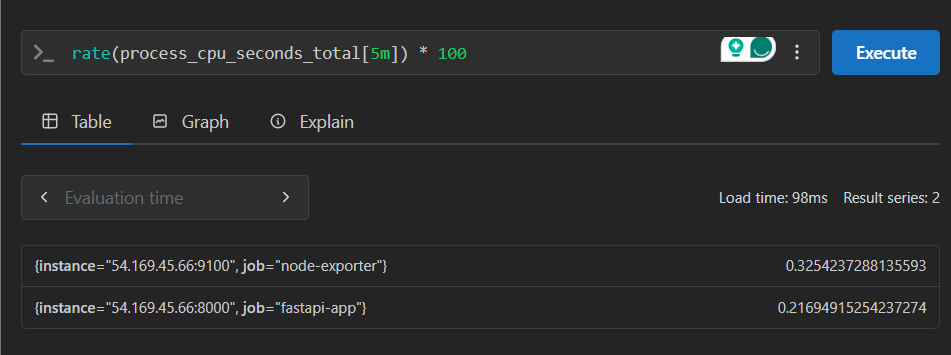 rate(process_cpu_seconds_total[5m]) * 100
Execute
Table Graph Explain
Evaluation time
Load time: 98ms Result series: 2
{instance="54.169.45.66:9100", job="node-exporter"} 0.3254237288135593
{instance="54.169.45.66:8000", job="fastapi-app"} 0.21694915254237274